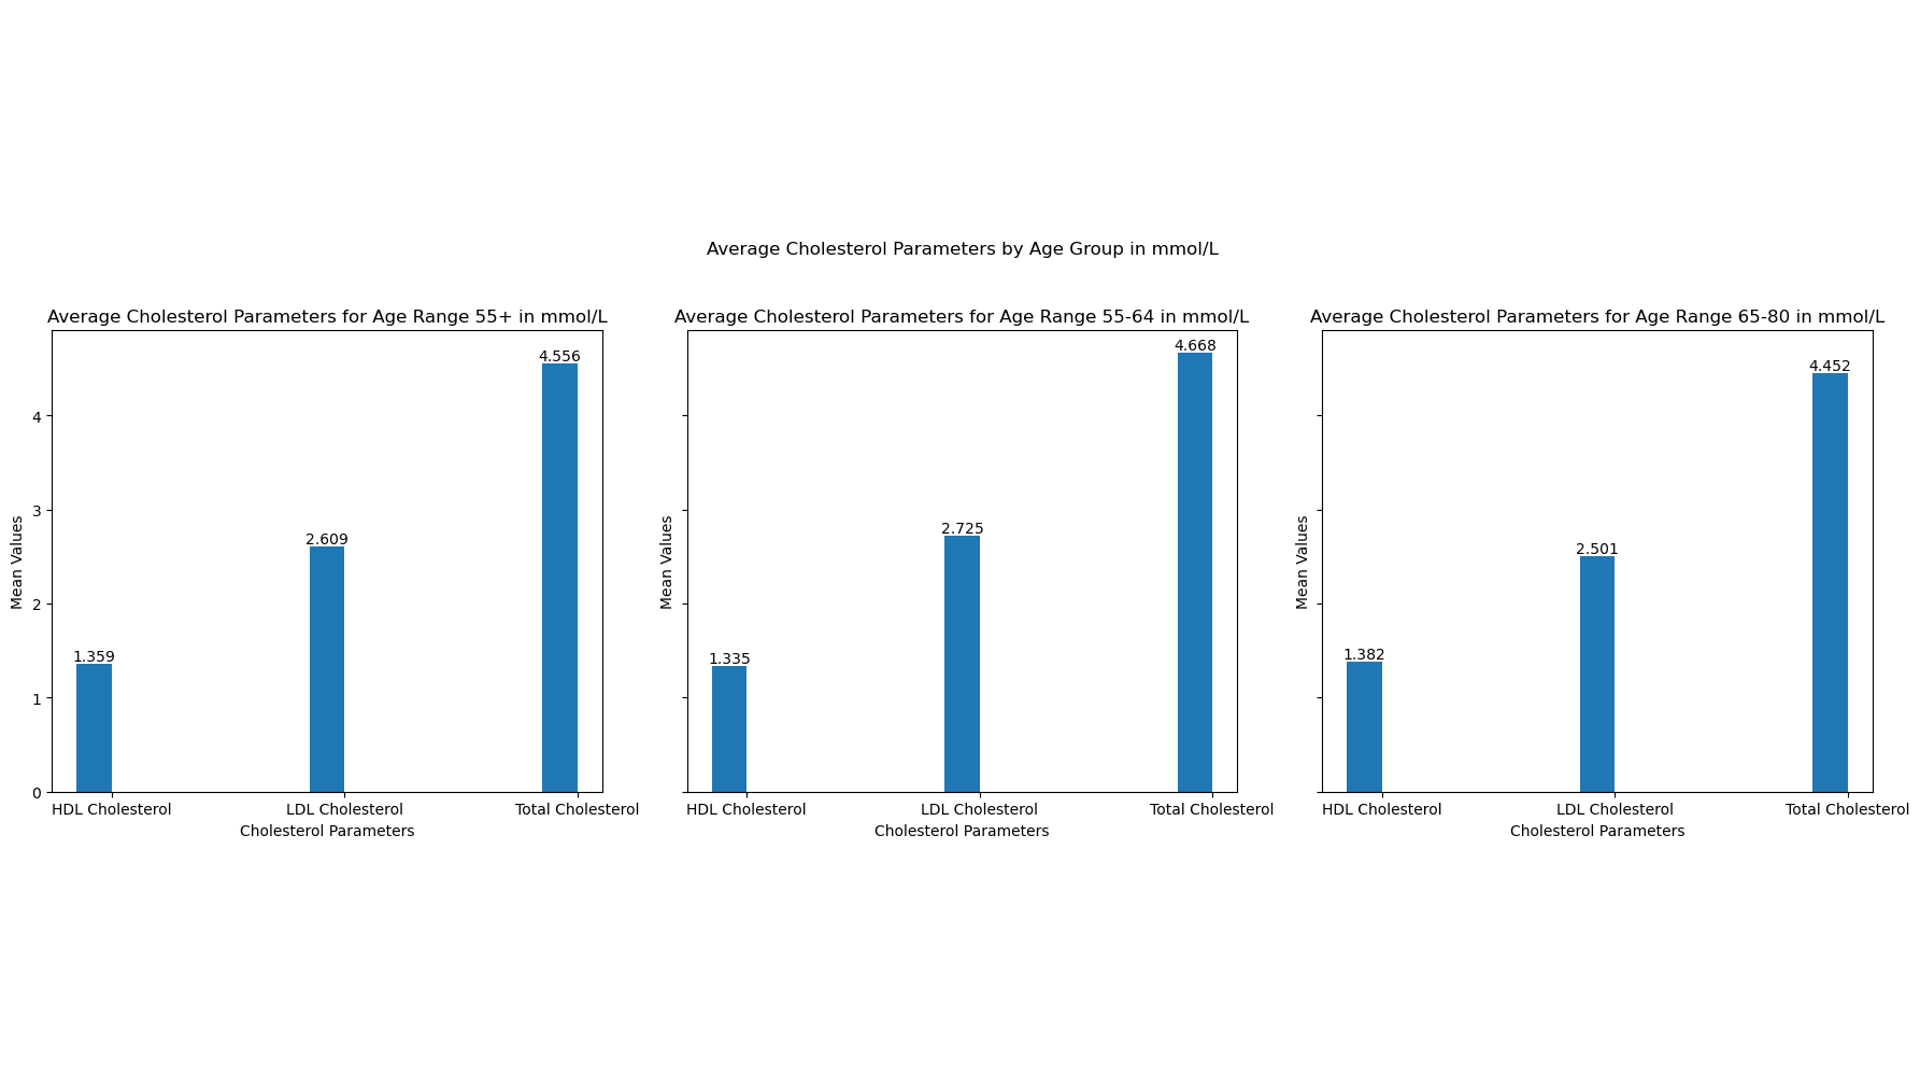 Average Cholesterol Parameters by Age Group in mmol/L
Average Cholesterol Parameters for Age Range 55+ in mmol/L
4.556
4
3
2.609
2
1.359
1
0
Mean Values
HDL Cholesterol
LDL Cholesterol
Total Cholesterol
Cholesterol Parameters
Average Cholesterol Parameters for Age Range 55-64 in mmol/L
4.668
2.725
1.335
Mean Values
HDL Cholesterol
LDL Cholesterol
Total Cholesterol
Cholesterol Parameters
Average Cholesterol Parameters for Age Range 65-80 in mmol/L
4.452
2.501
1.382
Mean Values
HDL Cholesterol
LDL Cholesterol
Total Cholesterol
Cholesterol Parameters